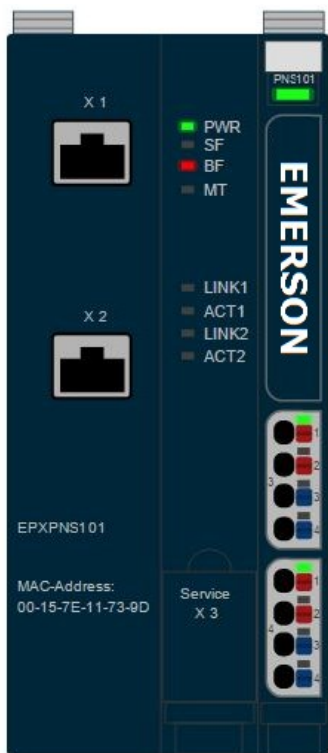 X 1
X 2
EPXPNS101
MAC-Address:
00-15-7E-11-73-9D
PWR
SF
BF
MT
LINK1
ACT1
LINK2
ACT2
Service
X 3
PNS101
EMERSON
3
1
2
3
4
4
1
2
3
4